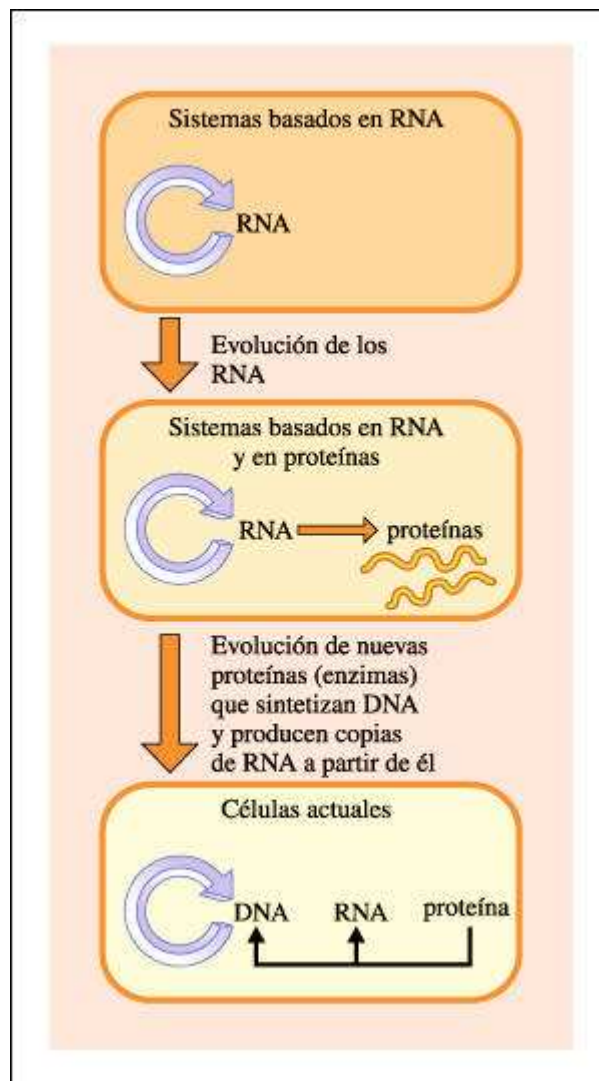 Sistemas basados en RNA
RNA
Evolución de los
RNA
Sistemas basados en RNA
y en proteínas
RNA
proteínas
Evolución de nuevas
proteínas (enzimas)
que sintetizan DNA
y producen copias
de RNA a partir de él
Células actuales
DNA RNA proteína